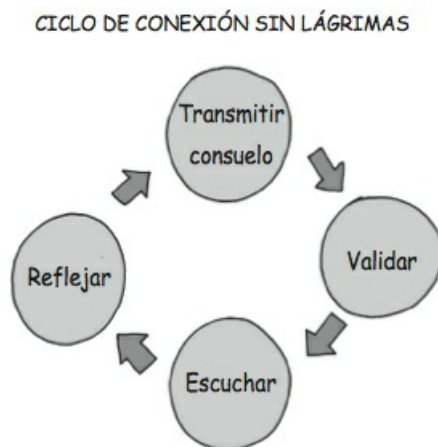 CICLO DE CONEXIÓN SIN LÁGRIMAS
Transmitir
consuelo
Validar
Escuchar
Reflejar